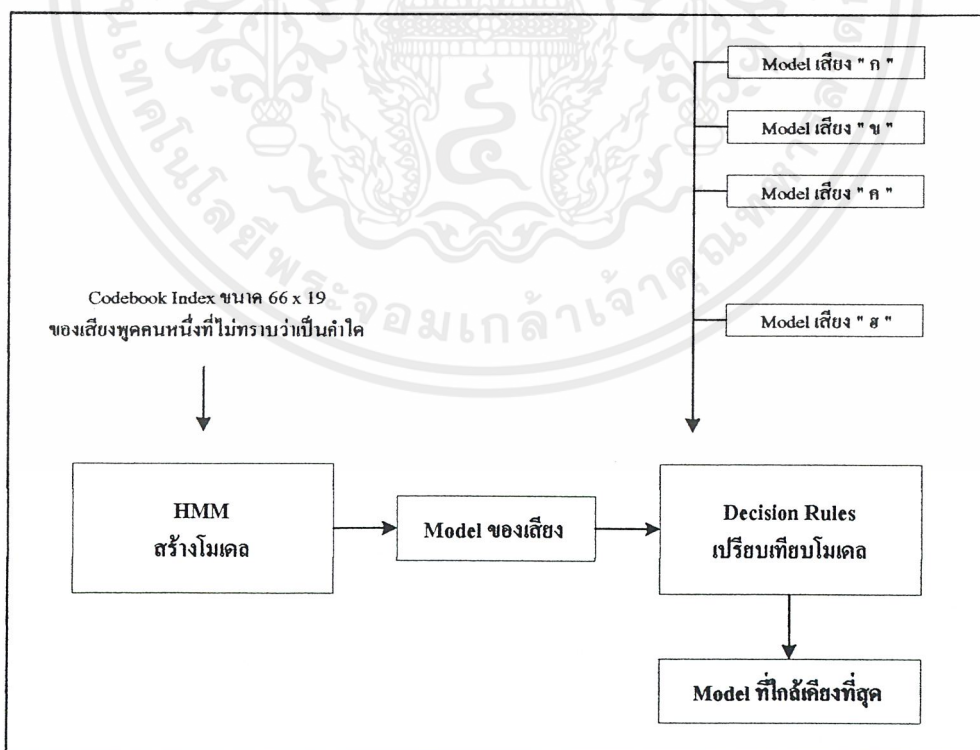 Model เสียง " ก "
Model เสียง " ข "
Model เสียง " ค "
Model เสียง " ฮ "
Codebook Index ขนาด 66 x 19
ของเสียงพูดคนหนึ่งที่ไม่ทราบว่าเป็นคำใด
HMM
สร้างโมเดล
Model ของเสียง
Decision Rules
เปรียบเทียบโมเดล
Model ที่ใกล้เคียงที่สุด